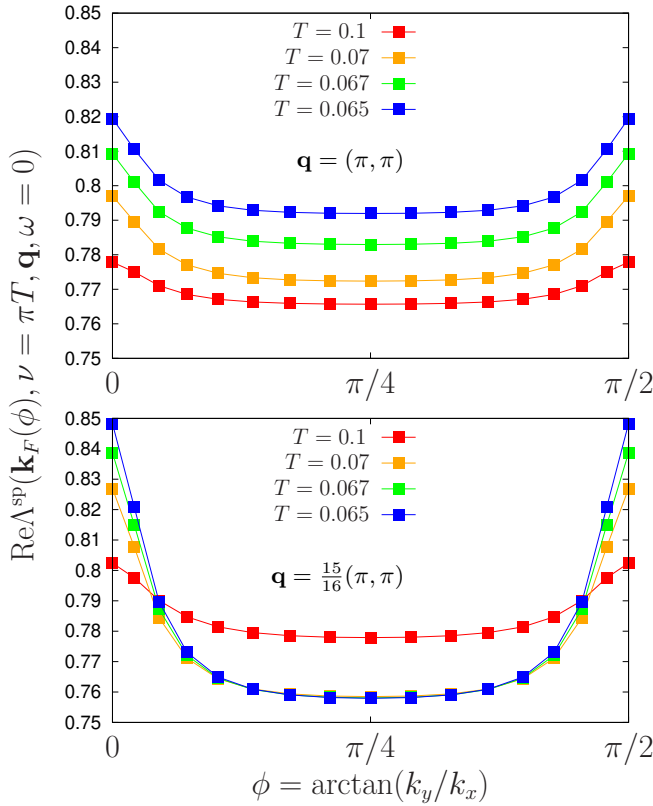 ReΛ^sp(k_F(ϕ), ν = πT, q, ω = 0)
0.85
0.84
0.83
0.82
0.81
0.8
0.79
0.78
0.77
0.76
0.75
T = 0.1
T = 0.07
T = 0.067
T = 0.065
q = (π, π)
0 π/4 π/2
0.85
0.84
0.83
0.82
0.81
0.8
0.79
0.78
0.77
0.76
0.75
T = 0.1
T = 0.07
T = 0.067
T = 0.065
q = 15/16(π, π)
0 π/4 π/2
ϕ = arctan(k_y/k_x)